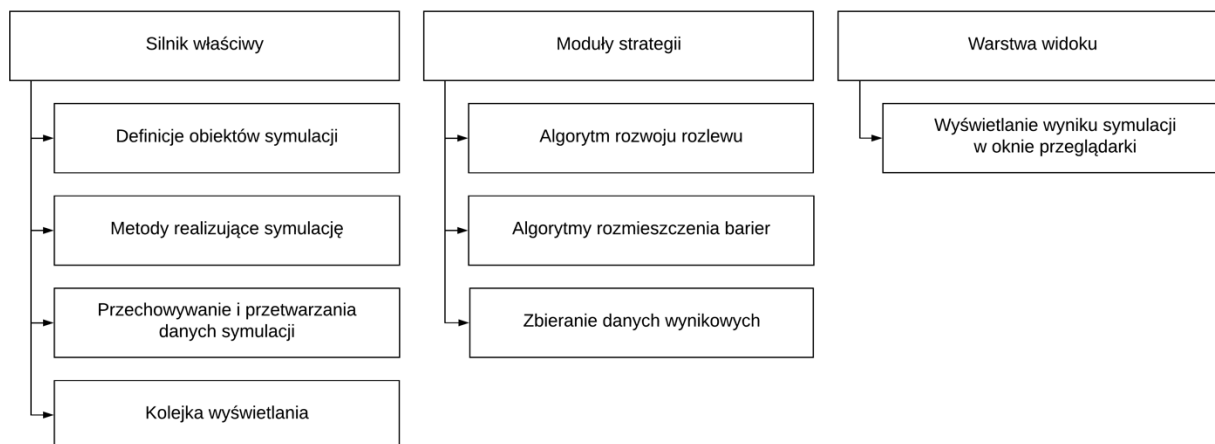 Silnik właściwy
Definicje obiektów symulacji
Metody realizujące symulację
Przechowywanie i przetwarzania
danych symulacji
Kolejka wyświetlania
Moduły strategii
Algorytm rozwoju rozlewu
Algorytmy rozmieszczenia barier
Zbieranie danych wynikowych
Warstwa widoku
Wyświetlanie wyniku symulacji
w oknie przeglądarki